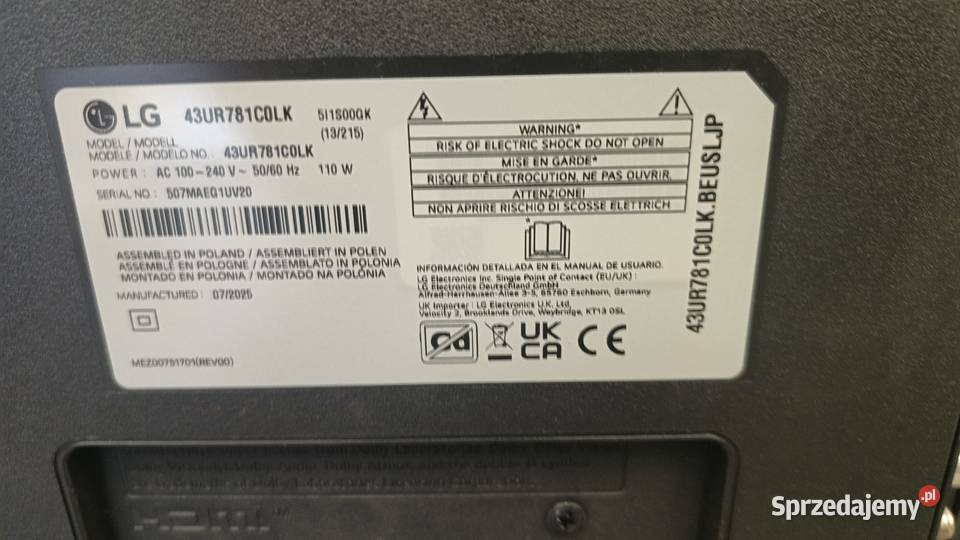 LG 43UR781C0LK 511S00GK
(13/215)
MODEL / MODELL
MODÈLE / MODELO NO. : 43UR781C0LK
POWER : AC 100-240 V~ 50/60 Hz 110 W
SERIAL NO. : 507MAEQ1UV20
ASSEMBLED IN POLAND / ASSEMBLIERT IN POLEN
ASSEMBLÉ EN POLOGNE / ASSEMBLATO IN POLONIA
MONTADO EN POLONIA / MONTADO NA POLÓNIA
MANUFACTURED : 07/2025
MEZ00751701(REV00)
WARNING*
RISK OF ELECTRIC SHOCK DO NOT OPEN
MISE EN GARDE*
RISQUE D'ÉLECTROCUTION. NE PAS OUVRIR.
ATTENZIONE!
NON APRIRE RISCHIO DI SCOSSE ELETTRICH
*
INFORMACIÓN DETALLADA EN EL MANUAL DE USUARIO.
LG Electronics Inc. Single Point of Contact (EU/UK) :
LG Electronics Deutschland GmbH
Alfred-Herrhausen-Allee 3-5, 65760 Eschborn, Germany
UK Importer : LG Electronics U.K. Ltd,
Velocity 2, Brooklands Drive, Weybridge, KT13 0SL
Cd UK
CA CE
43UR781C0LK.BEUSLJP
HDMI™
Sprzedajemy.pl